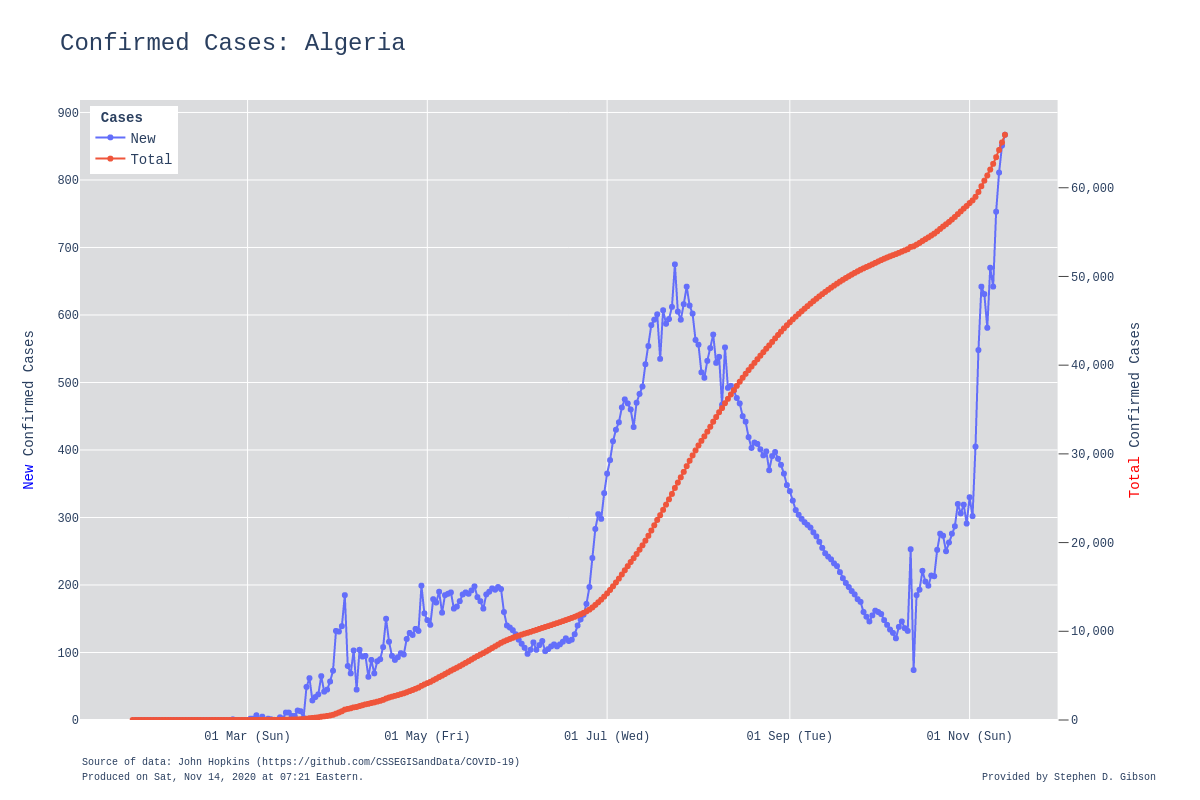 Confirmed Cases: Algeria
Cases
New
Total
900
800
700
600
500
400
300
200
100
0
60,000
50,000
40,000
30,000
20,000
10,000
0
New Confirmed Cases
Total Confirmed Cases
01 Mar (Sun)
01 May (Fri)
01 Jul (Wed)
01 Sep (Tue)
01 Nov (Sun)
Source of data: John Hopkins (https://github.com/CSSEGISandData/COVID-19)
Produced on Sat, Nov 14, 2020 at 07:21 Eastern.
Provided by Stephen D. Gibson